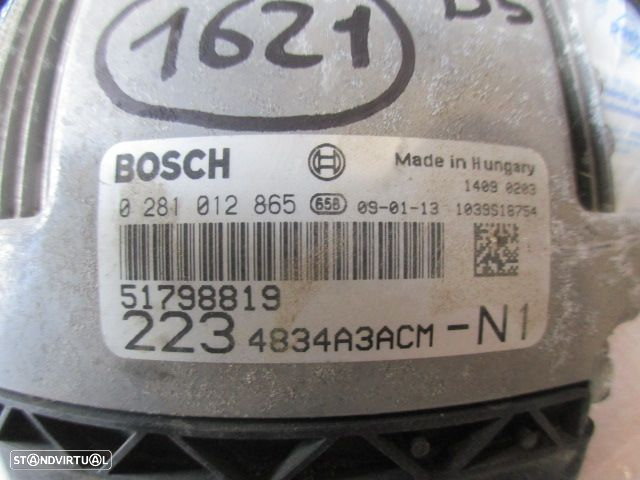 1621
BOSCH
Made in Hungary
1409 0203
0 281 012 865 65B 09-01-13 1039S18754
51798819
223 4834A3ACM-N1
STANDVIRTUAL